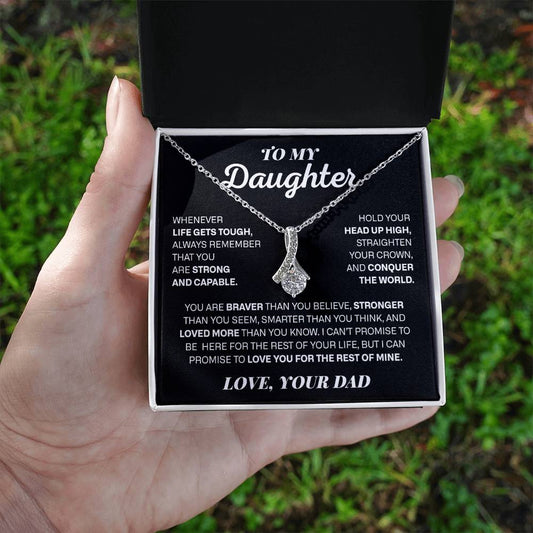 TO MY
Daughter
WHENEVER
LIFE GETS TOUGH,
ALWAYS REMEMBER
THAT YOU
ARE STRONG
AND CAPABLE.
HOLD YOUR
HEAD UP HIGH,
STRAIGHTEN
YOUR CROWN,
AND CONQUER
THE WORLD.
YOU ARE BRAVER THAN YOU BELIEVE, STRONGER
THAN YOU SEEM, SMARTER THAN YOU THINK, AND
LOVED MORE THAN YOU KNOW. I CAN'T PROMISE TO
BE HERE FOR THE REST OF YOUR LIFE, BUT I CAN
PROMISE TO LOVE YOU FOR THE REST OF MINE.
LOVE, YOUR DAD